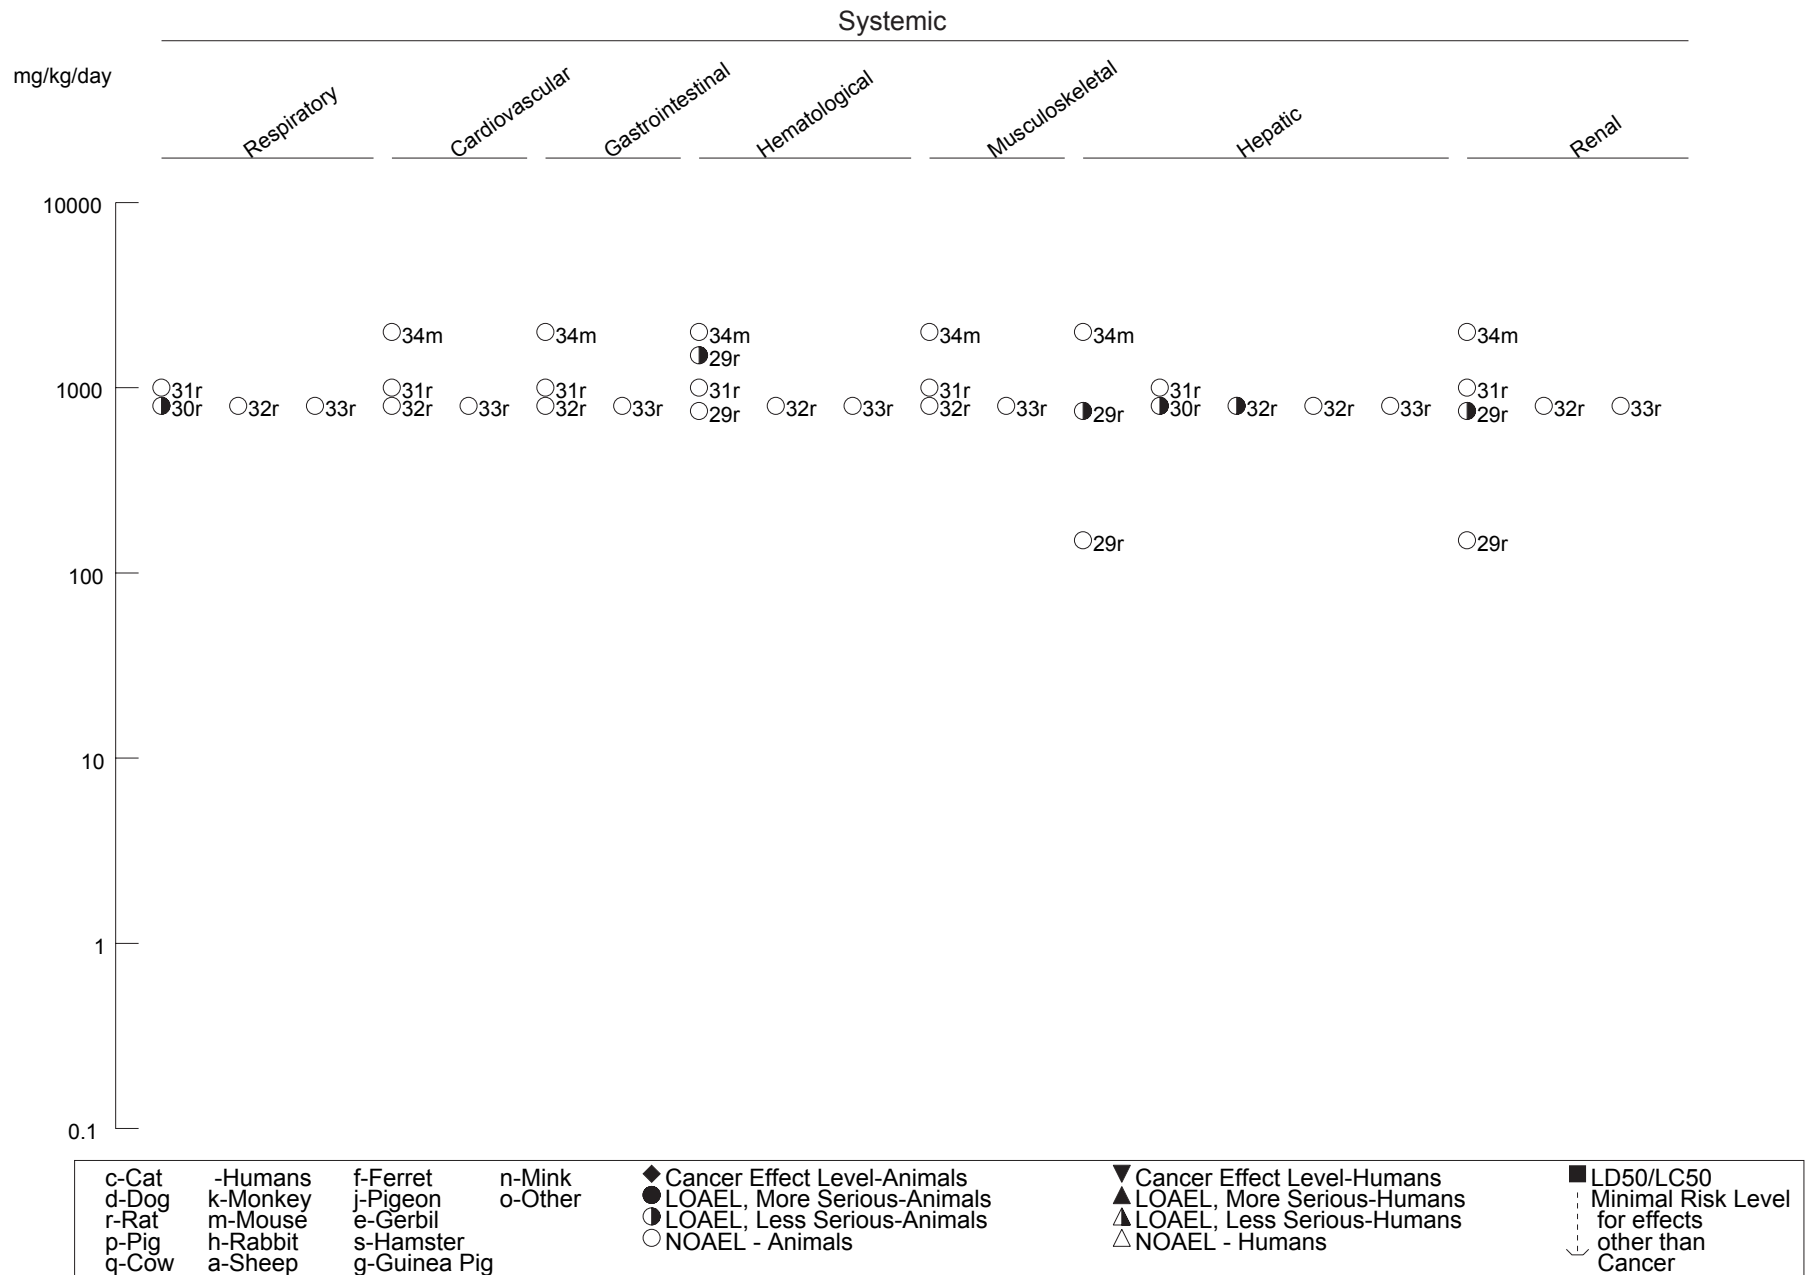 Systemic
mg/kg/day
Respiratory
Cardiovascular
Gastrointestinal
Hematological
Musculoskeletal
Hepatic
Renal
10000
34m 34m 34m 34m 34m 34m
29r
1000
31r 31r 31r 31r 31r 31r 31r
30r 32r 33r 32r 33r 32r 33r 29r 32r 33r 32r 33r 29r 30r 32r 32r 33r 29r 32r 33r
29r 29r
100
10
1
0.1
c-Cat -Humans f-Ferret n-Mink Cancer Effect Level-Animals Cancer Effect Level-Humans LD50/LC50
d-Dog k-Monkey j-Pigeon o-Other LOAEL, More Serious-Animals LOAEL, More Serious-Humans Minimal Risk Level
r-Rat m-Mouse e-Gerbil LOAEL, Less Serious-Animals LOAEL, Less Serious-Humans for effects
p-Pig h-Rabbit s-Hamster NOAEL - Animals NOAEL - Humans other than
q-Cow a-Sheep g-Guinea Pig Cancer